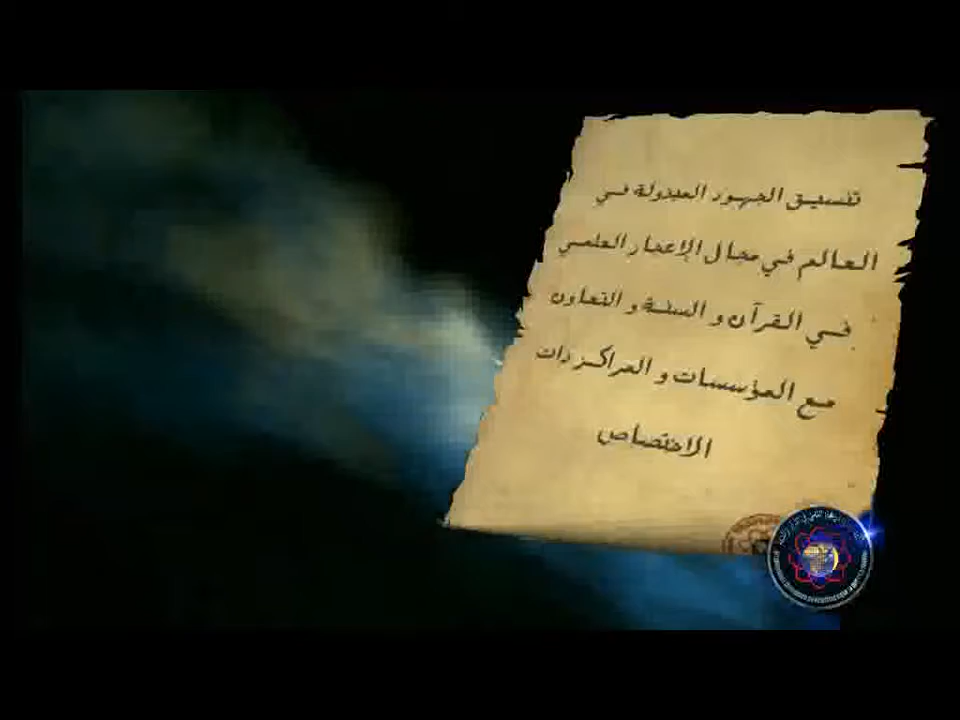 تنسيق الجهود المبذولة في
العالم في مجال الإعجاز العلمي
في القرآن و السنة و التعاون
مع المؤسسات و المراكز ذات
الاختصاص